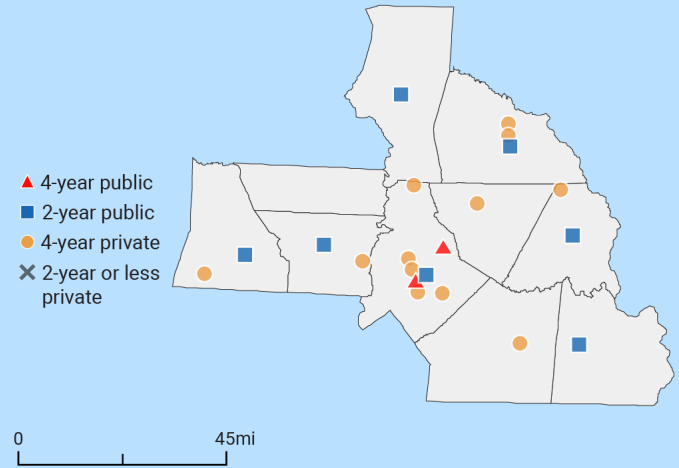 4-year public
2-year public
4-year private
2-year or less
private
0
45mi